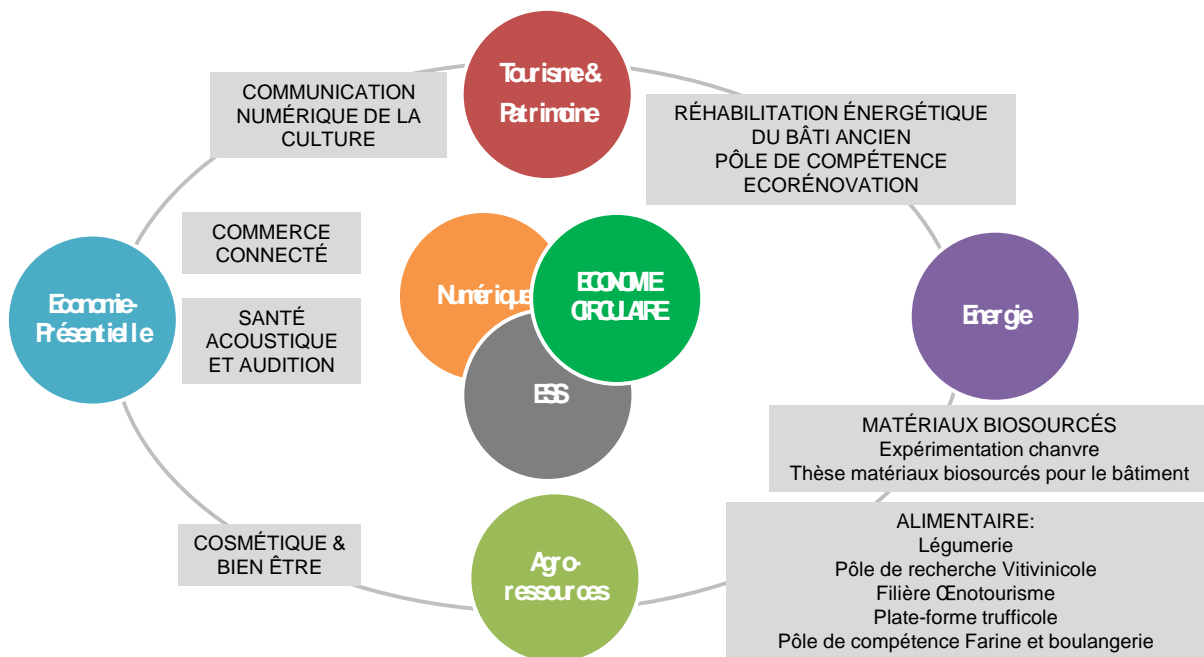 Tourisme &
Patrimoine
COMMUNICATION
NUMÉRIQUE DE LA
CULTURE
RÉHABILITATION ÉNERGÉTIQUE
DU BÂTI ANCIEN
PÔLE DE COMPÉTENCE
ECORÉNOVATION
COMMERCE
CONNECTÉ
Economie-
Présentielle
SANTÉ
ACOUSTIQUE
ET AUDITION
Numérique
ECONOMIE
CIRCULAIRE
ESS
Energie
MATÉRIAUX BIOSOURCÉS
Expérimentation chanvre
Thèse matériaux biosourcés pour le bâtiment
COSMÉTIQUE &
BIEN ÊTRE
Agro-
ressources
ALIMENTAIRE:
Légumerie
Pôle de recherche Vitivinicole
Filière Œnotourisme
Plate-forme trufficole
Pôle de compétence Farine et boulangerie